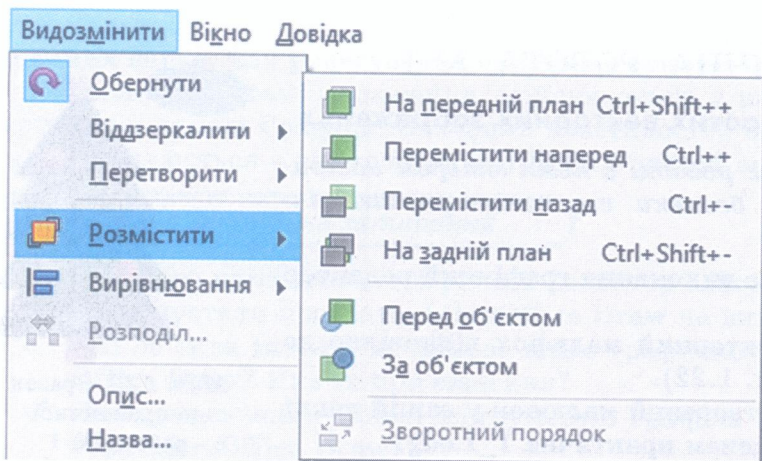 Видозмінити Вікно Довідка
Обернути
Віддзеркалити
Перетворити
Розмістити
Вирівнювання
Розподіл...
Опис...
Назва...
На передній план Ctrl+Shift++
Перемістити наперед Ctrl++
Перемістити назад Ctrl+-
На задній план Ctrl+Shift+-
Перед об'єктом
За об'єктом
Зворотний порядок